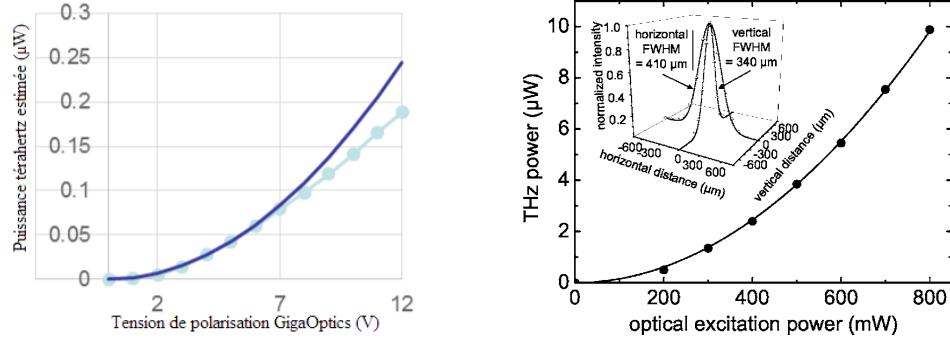 Puissance térahertz estimée (µW)
0.3
0.25
0.2
0.15
0.1
0.05
0
2
7
12
Tension de polarisation GigaOptics (V)
THz power (µW)
10
8
6
4
2
0
0
200
400
600
800
optical excitation power (mW)
normalized intensity
1.0
0.8
0.6
0.4
0.2
horizontal
FWHM
= 410 µm
vertical
FWHM
= 340 µm
-600
-300
0
300
600
horizontal distance (µm)
-600
-300
0
300
600
vertical distance (µm)